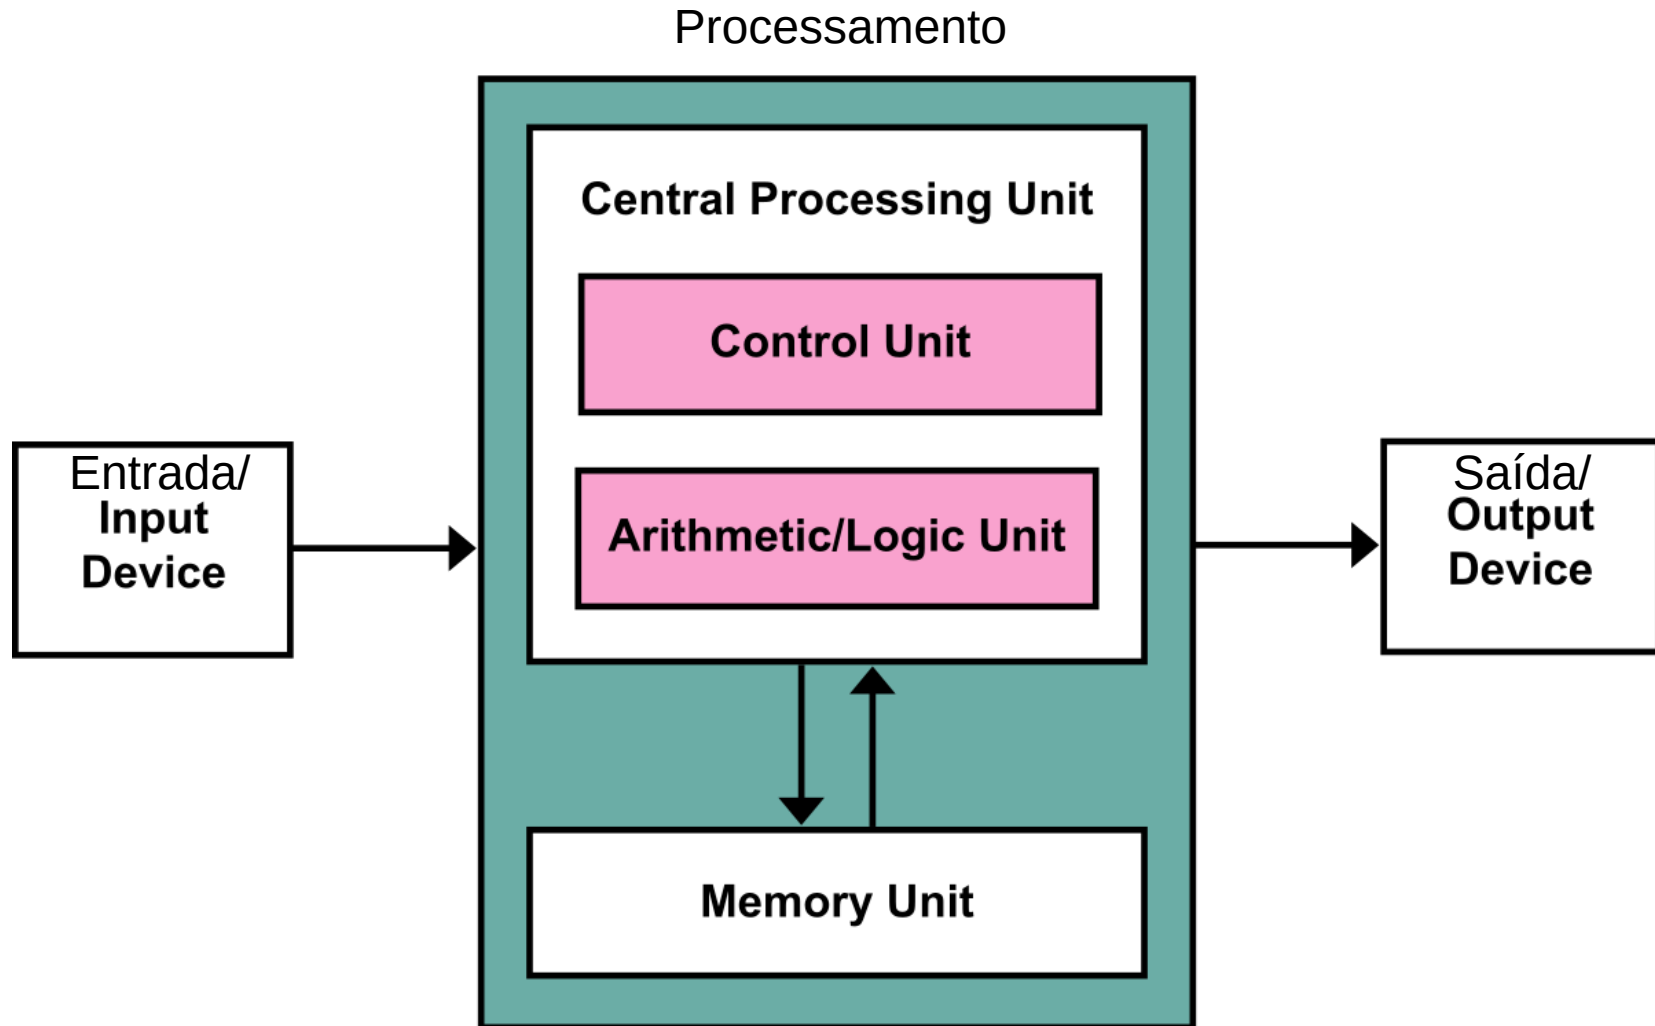 Processamento
Central Processing Unit
Control Unit
Arithmetic/Logic Unit
Entrada/
Input
Device
Saída/
Output
Device
Memory Unit